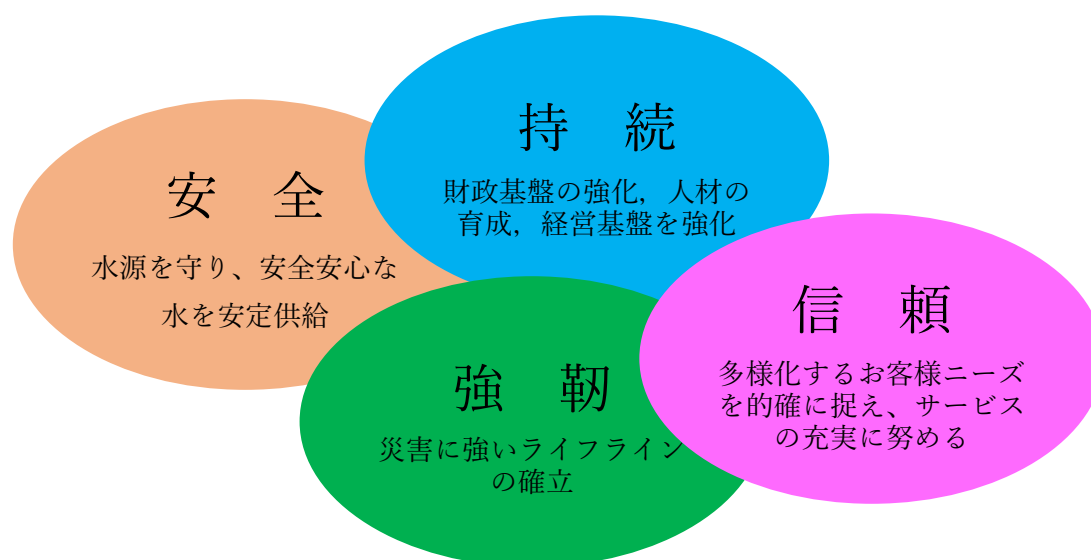 持　続
財政基盤の強化，人材の
育成，経営基盤を強化
安　全
水源を守り、安全安心な
水を安定供給
信　頼
多様化するお客様ニーズ
を的確に捉え、サービス
の充実に努める
強　靭
災害に強いライフライン
の確立